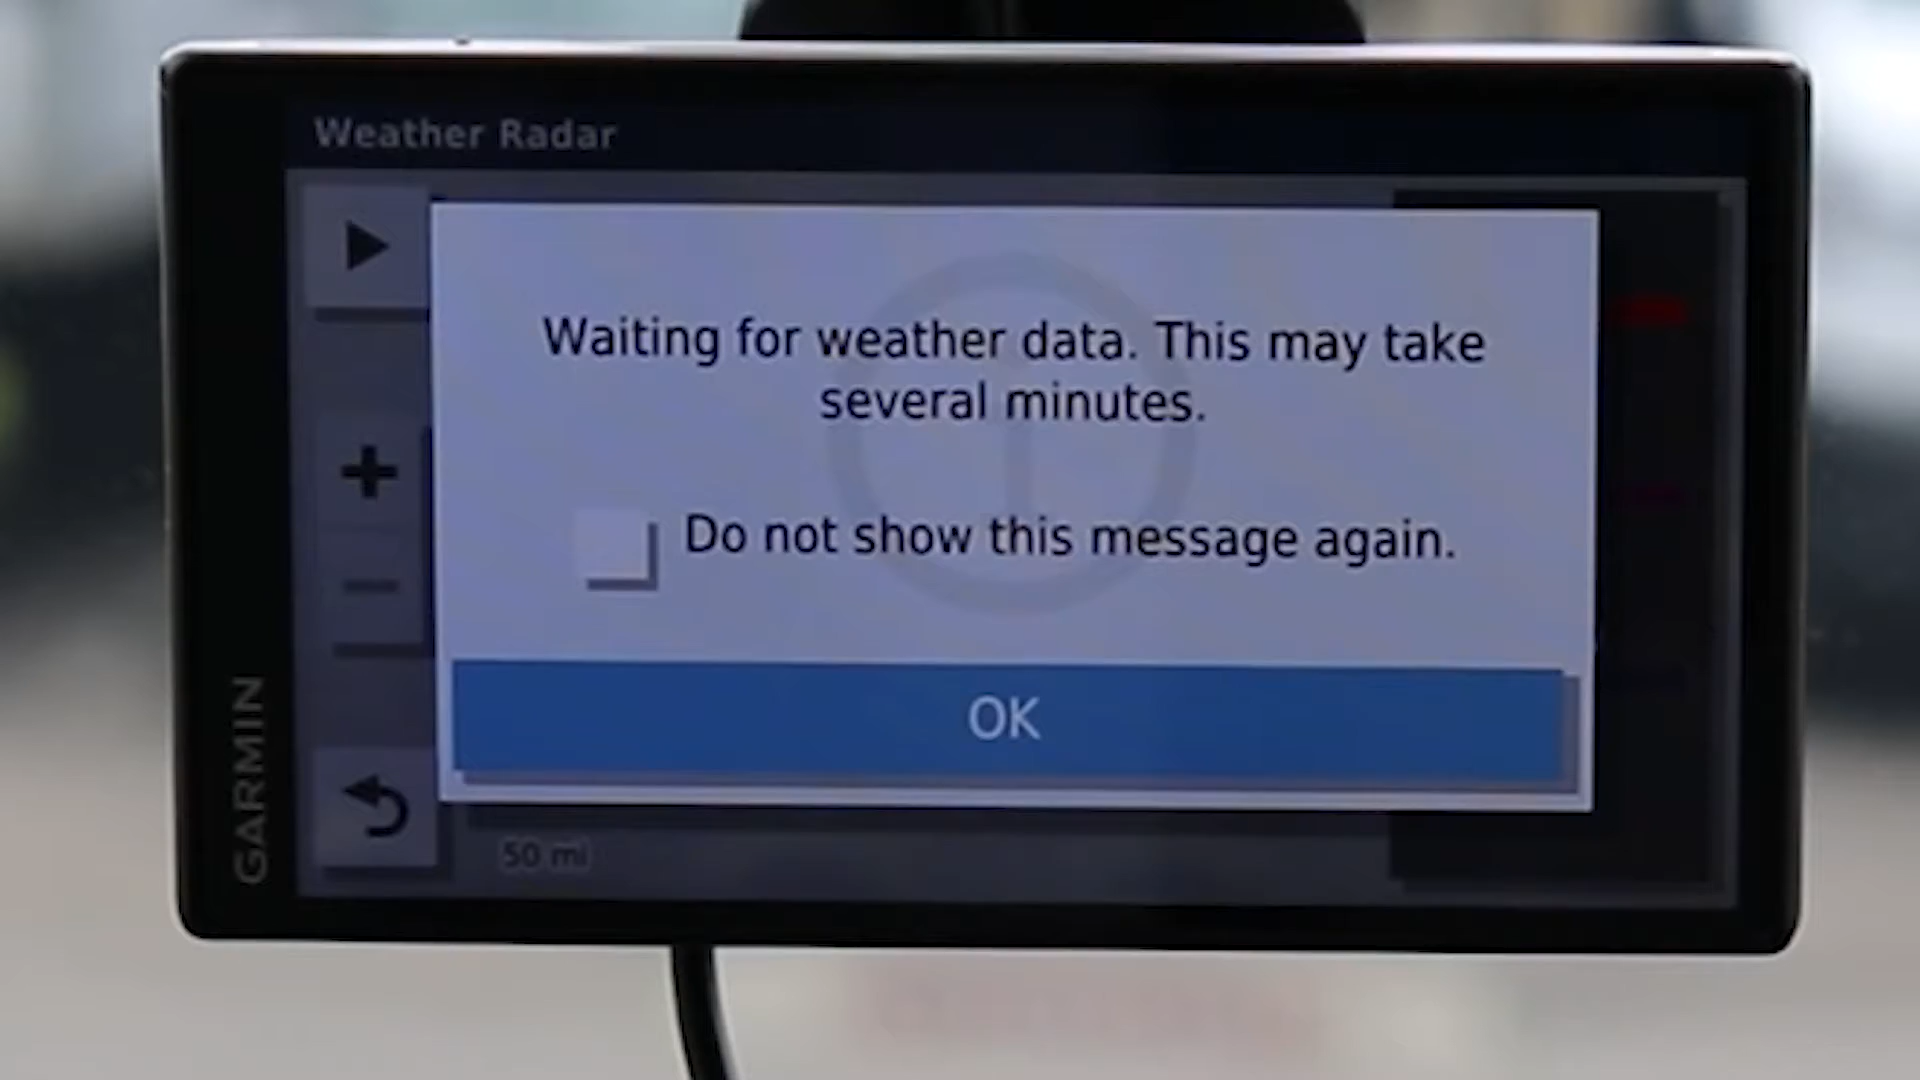 Weather Radar
Waiting for weather data. This may take
several minutes.
Do not show this message again.
OK
50 mi
GARMIN